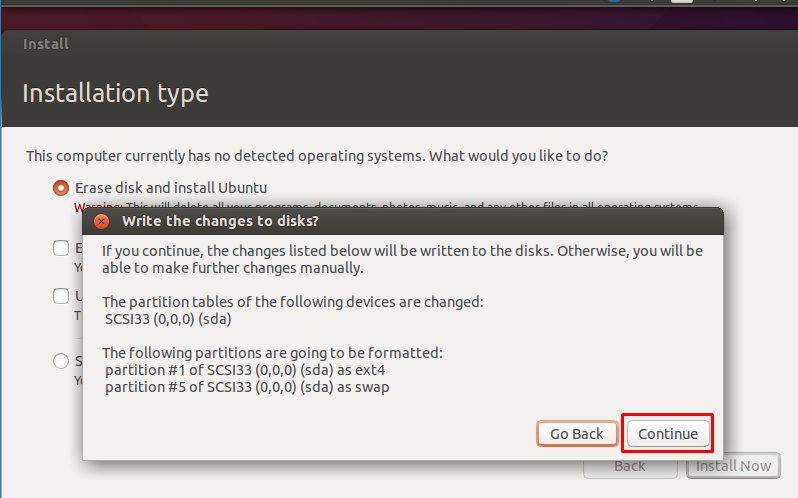 Install
Installation type
This computer currently has no detected operating systems. What would you like to do?
Erase disk and install Ubuntu
Warning: This will delete all your programs, documents, photos, music, and any other files in all operating systems.
Write the changes to disks?
If you continue, the changes listed below will be written to the disks. Otherwise, you will be
able to make further changes manually.
The partition tables of the following devices are changed:
SCSI33 (0,0,0) (sda)
The following partitions are going to be formatted:
partition #1 of SCSI33 (0,0,0) (sda) as ext4
partition #5 of SCSI33 (0,0,0) (sda) as swap
Go Back
Continue
Back
Install Now